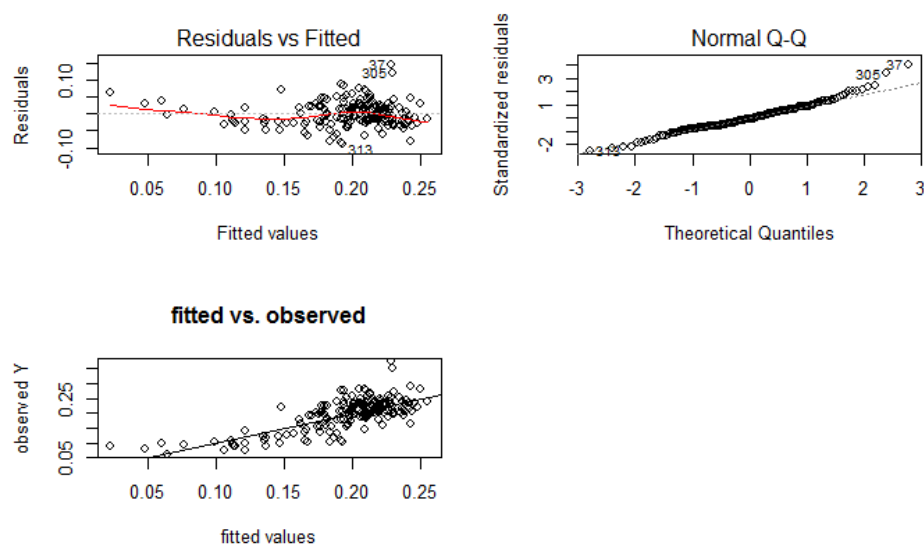 Residuals vs Fitted
Residuals
0.10
-0.10
37
305
313
0.05 0.10 0.15 0.20 0.25
Fitted values
Normal Q-Q
Standardized residuals
3
1
-2
37
305
313
-3 -2 -1 0 1 2 3
Theoretical Quantiles
fitted vs. observed
observed Y
0.25
0.05
0.05 0.10 0.15 0.20 0.25
fitted values